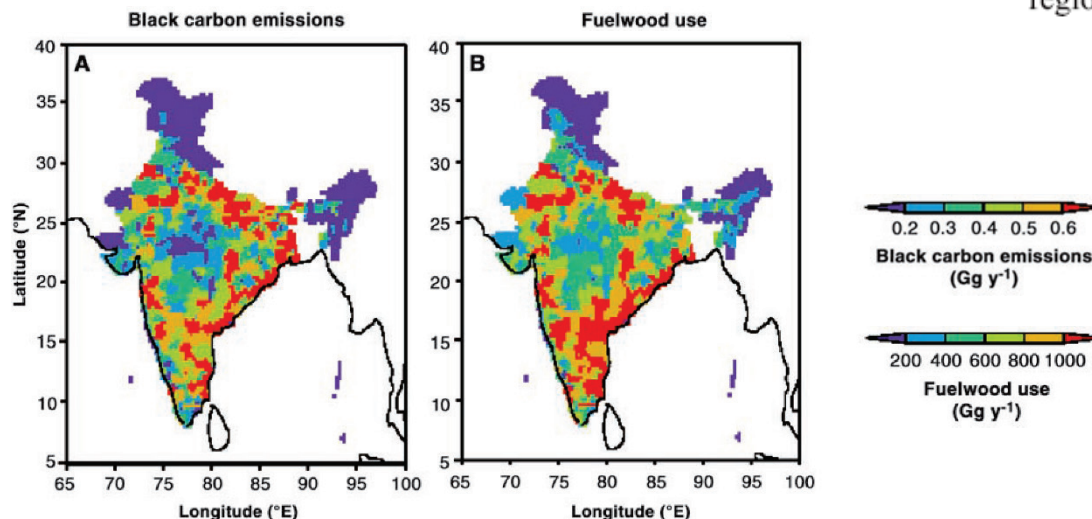 regio
Black carbon emissions
Fuelwood use
A
B
40
35
30
25
20
15
10
5
Latitude (°N)
65 70 75 80 85 90 95 100
Longitude (°E)
40
35
30
25
20
15
10
5
65 70 75 80 85 90 95 100
Longitude (°E)
0.2 0.3 0.4 0.5 0.6
Black carbon emissions
(Gg y-1)
200 400 600 800 1000
Fuelwood use
(Gg y-1)